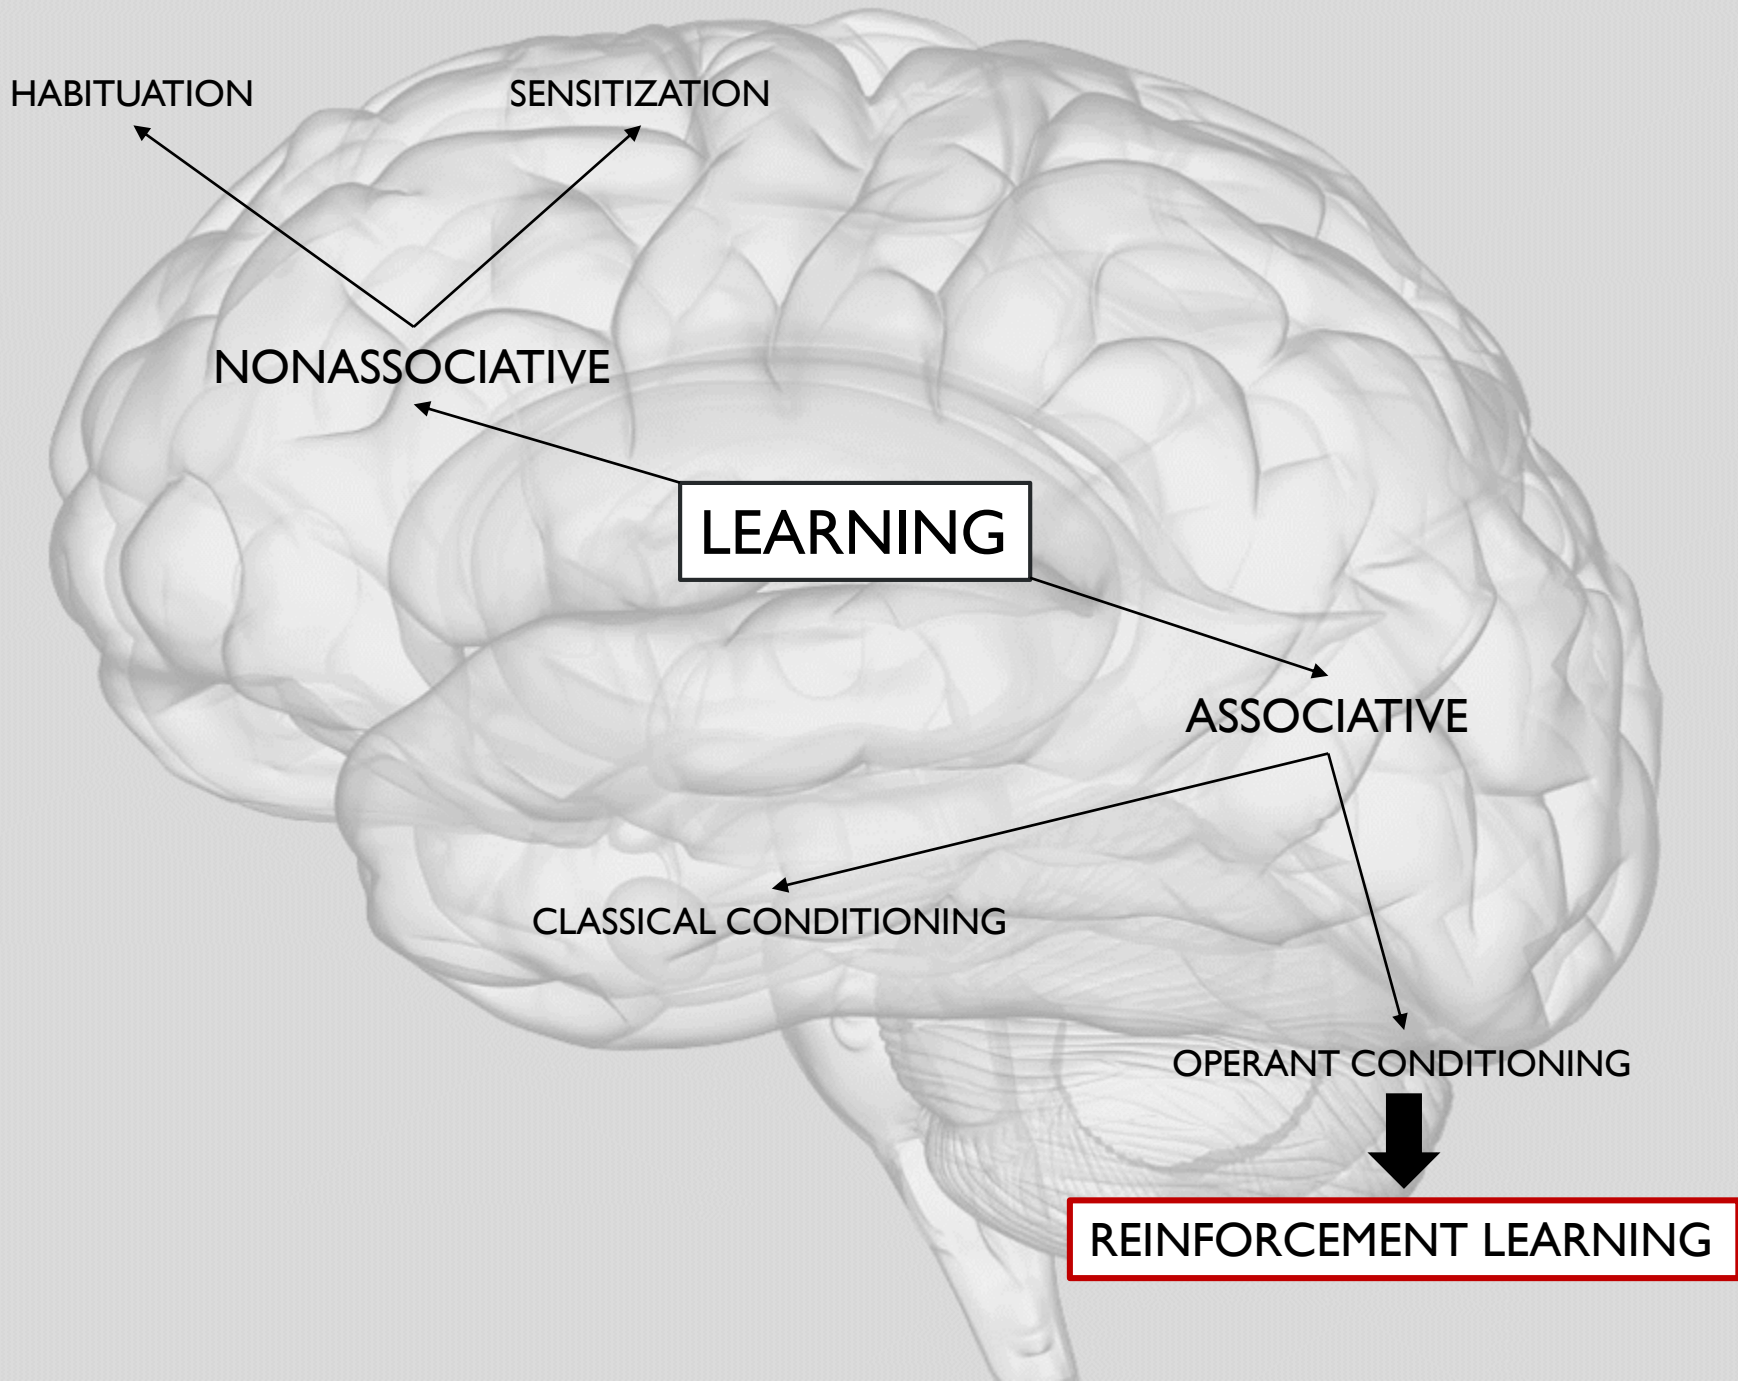 HABITUATION
SENSITIZATION
NONASSOCIATIVE
LEARNING
ASSOCIATIVE
CLASSICAL CONDITIONING
OPERANT CONDITIONING
REINFORCEMENT LEARNING